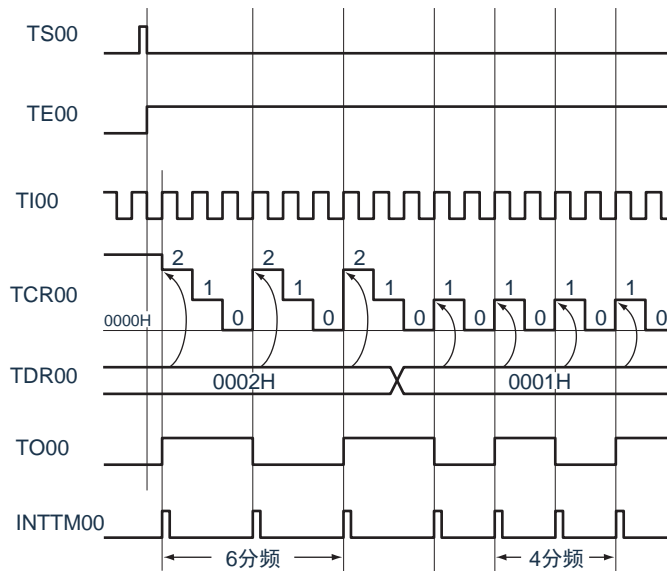 TS00
TE00
TI00
TCR00
2 2 2
1 1 1 1 1 1 1
0 0 0 0 0 0 0
0000H
TDR00
0002H 0001H
TO00
INTTM00
6分频 4分频